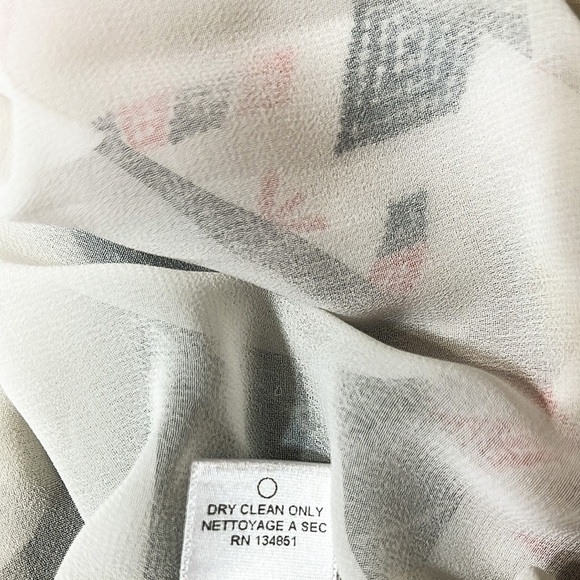 DRY CLEAN ONLY
NETTOYAGE A SEC
RN 134851